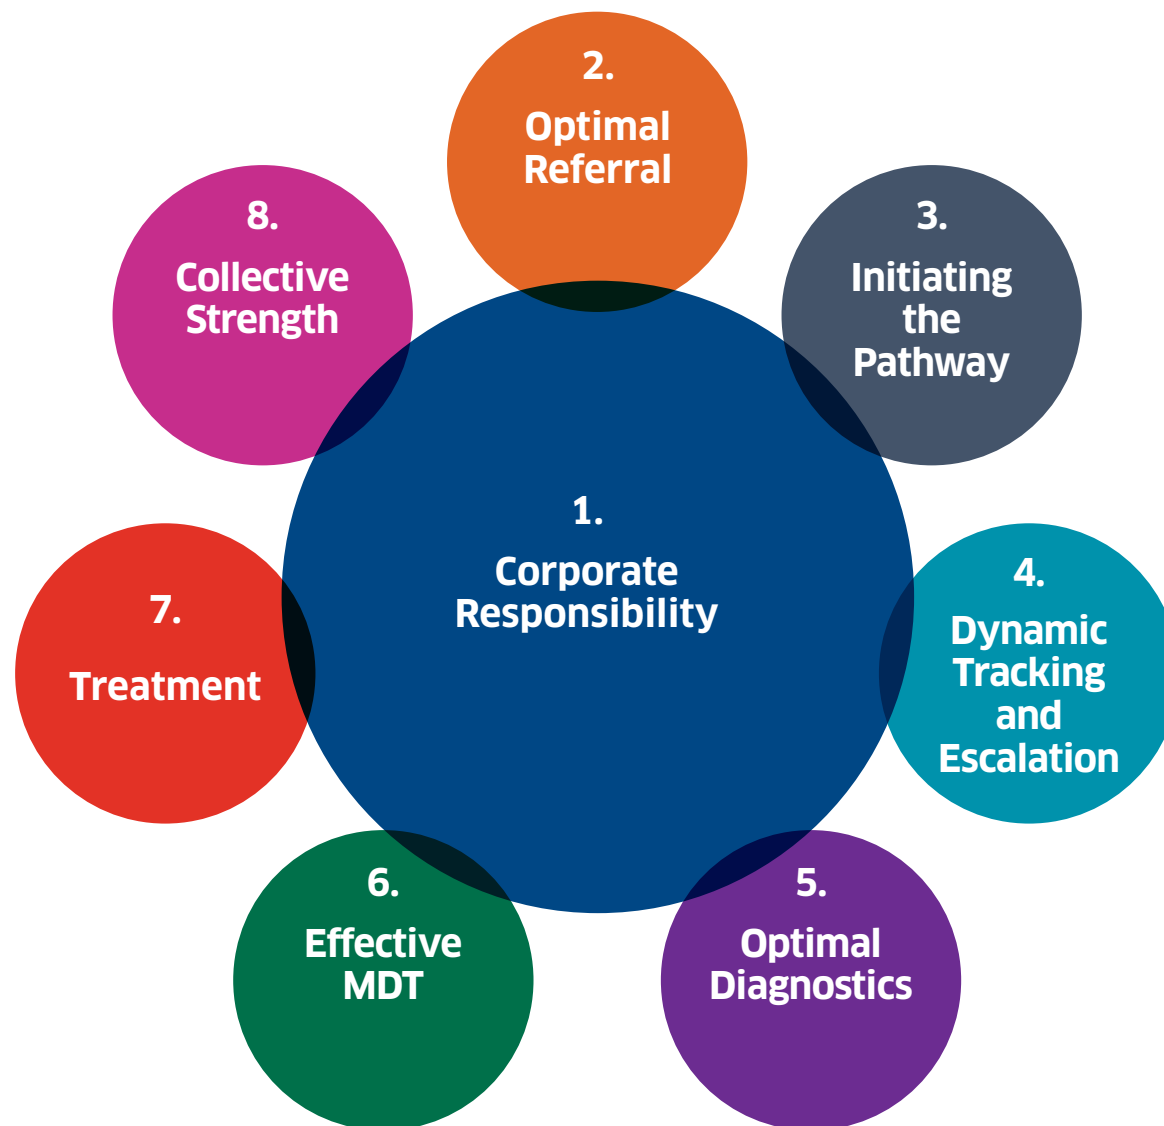 1.
Corporate
Responsibility
2.
Optimal
Referral
3.
Initiating
the
Pathway
4.
Dynamic
Tracking
and
Escalation
5.
Optimal
Diagnostics
6.
Effective
MDT
7.
Treatment
8.
Collective
Strength